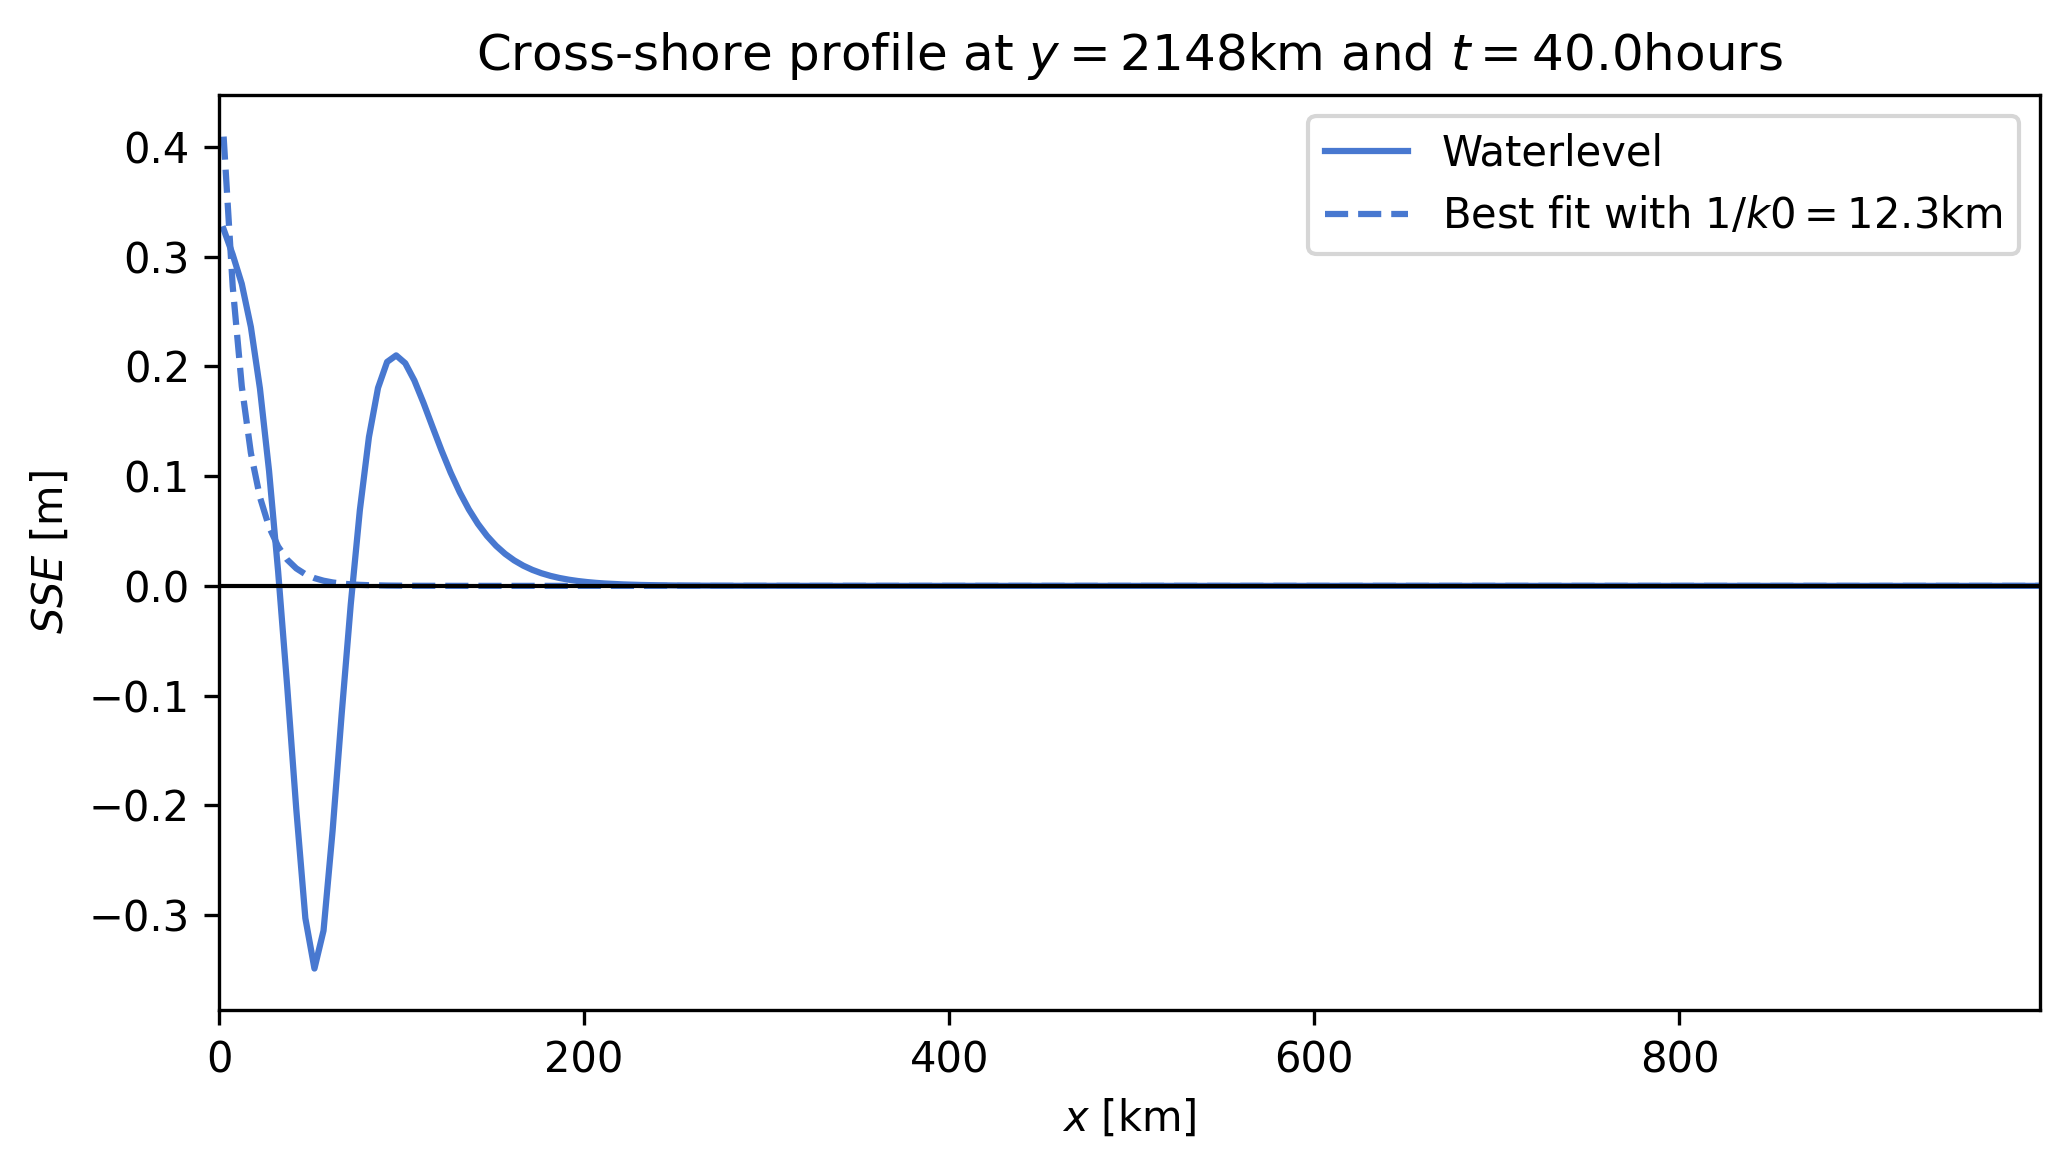 Cross-shore profile at y = 2148km and t = 40.0hours
Waterlevel
Best fit with 1/k0 = 12.3km
SSE [m]
0.4
0.3
0.2
0.1
0.0
−0.1
−0.2
−0.3
0 200 400 600 800
x [km]